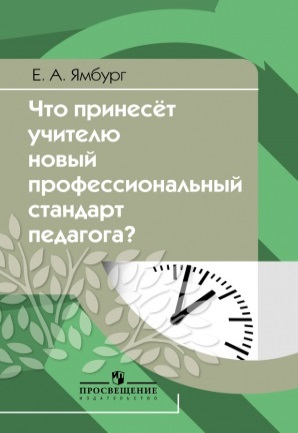 Е. А. Ямбург
Что принесёт
учителю
новый
профессиональный
стандарт
педагога?
ПРОСВЕЩЕНИЕ
ИЗДАТЕЛЬСТВО